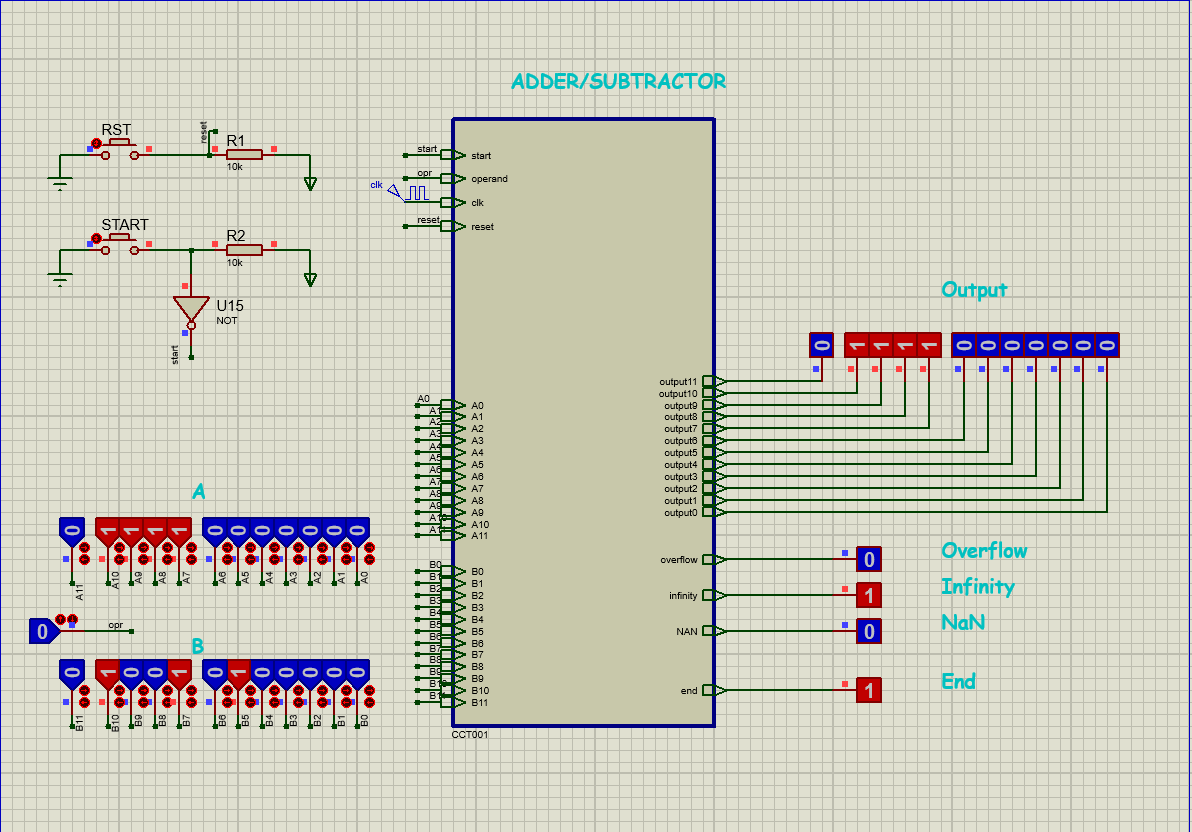 ADDER/SUBTRACTOR
RST
reset
R1
10k
START
R2
10k
U15
NOT
start
start
opr
clk
reset
start
operand
clk
reset
Output
0 1 1 1 1 0 0 0 0 0 0 0
output11
output10
output9
output8
output7
output6
output5
output4
output3
output2
output1
output0
A0
A1
A2
A3
A4
A5
A6
A7
A8
A9
A0
A1
A2
A3
A4
A5
A6
A7
A8
A9
A10
A11
A
0 1 1 1 1 0 0 0 0 0 0 0
A11 A10 A9 A8 A7 A6 A5 A4 A3 A2 A1 A0
0
opr
B
0 1 0 0 1 0 1 0 0 0 0 0
B11 B10 B9 B8 B7 B6 B5 B4 B3 B2 B1 B0
B0
B1
B2
B3
B4
B5
B6
B7
B8
B9
B0
B1
B2
B3
B4
B5
B6
B7
B8
B9
B10
B11
overflow
0
Overflow
infinity
1
Infinity
NAN
0
NaN
end
1
End
CCT001